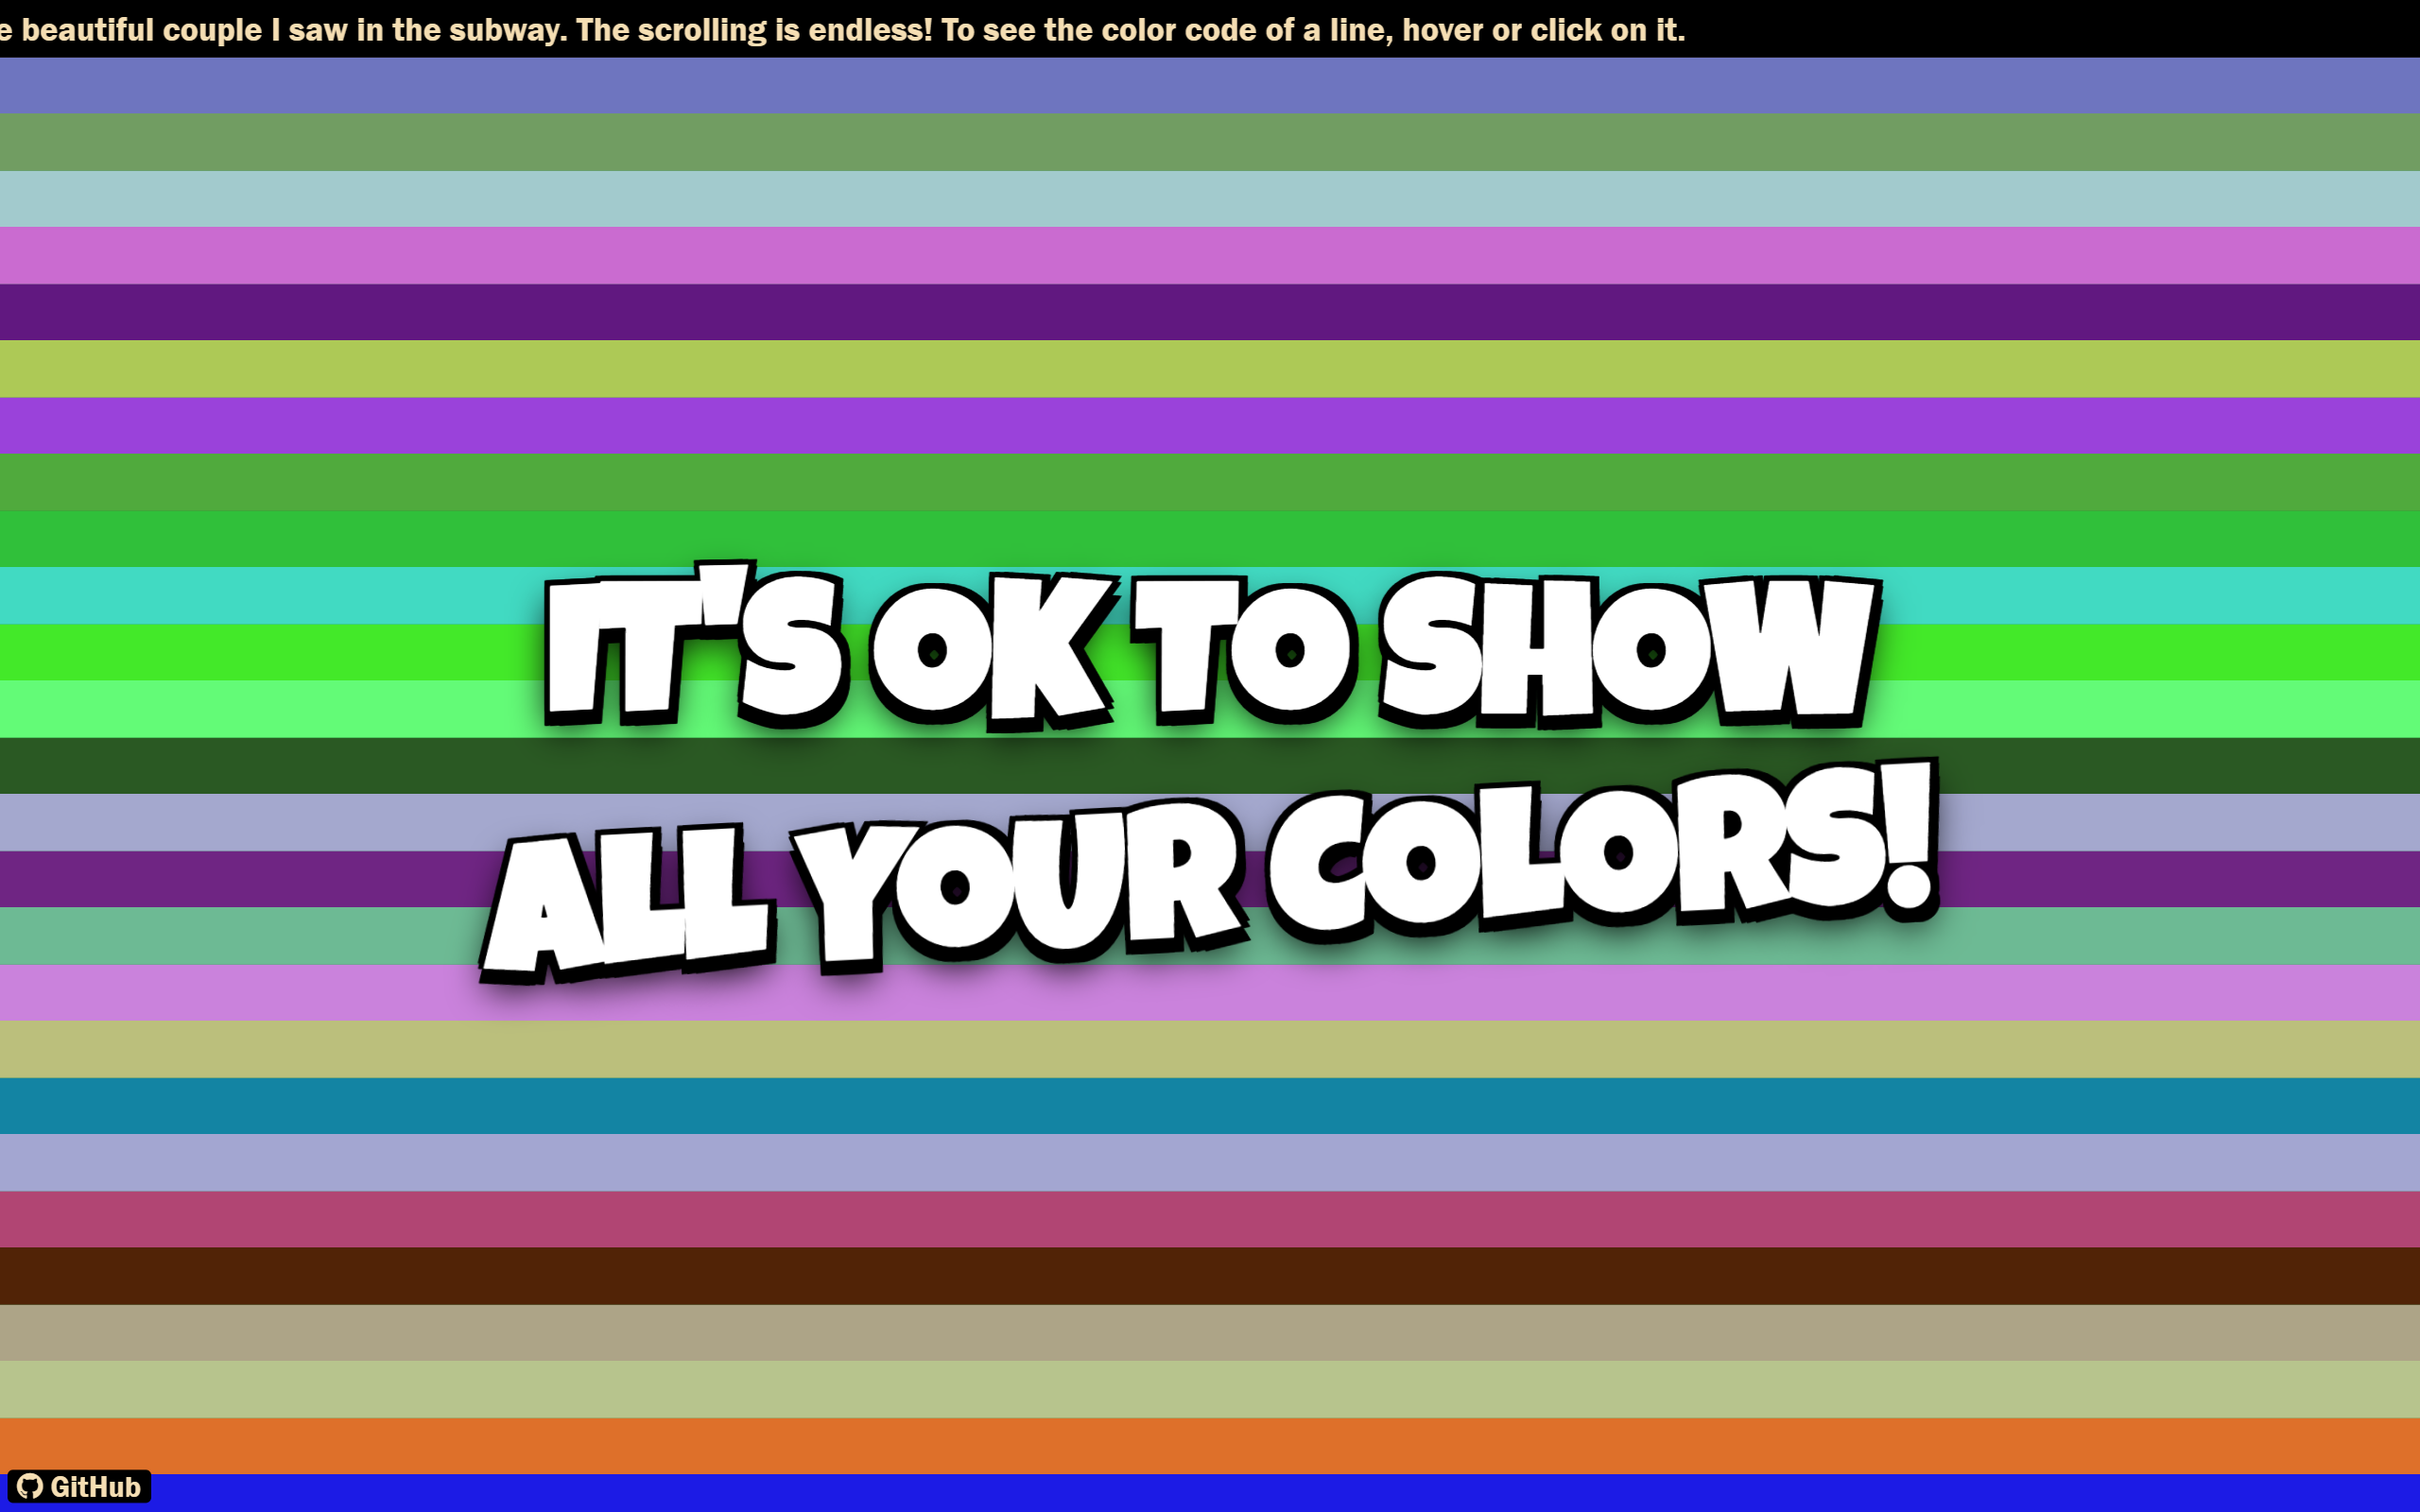 beautiful couple I saw in the subway. The scrolling is endless! To see the color code of a line, hover or click on it.
IT'S OK TO SHOW
ALL YOUR COLORS!
GitHub